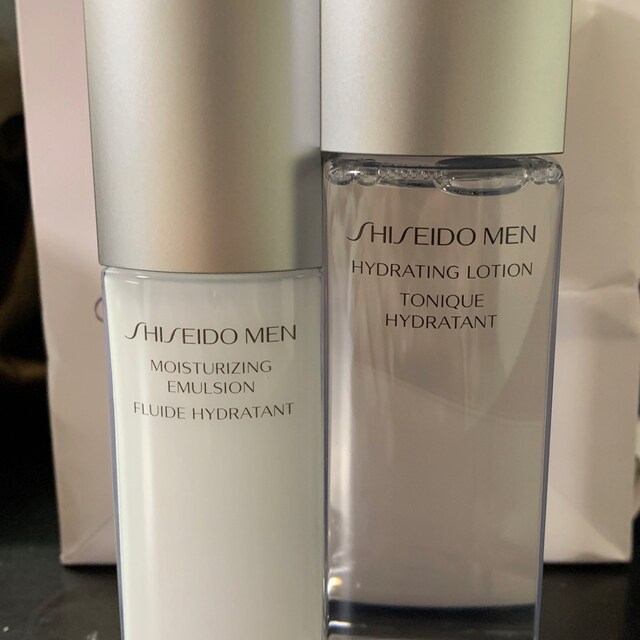 SHISEIDO MEN
MOISTURIZING
EMULSION
FLUIDE HYDRATANT
SHISEIDO MEN
HYDRATING LOTION
TONIQUE
HYDRATANT